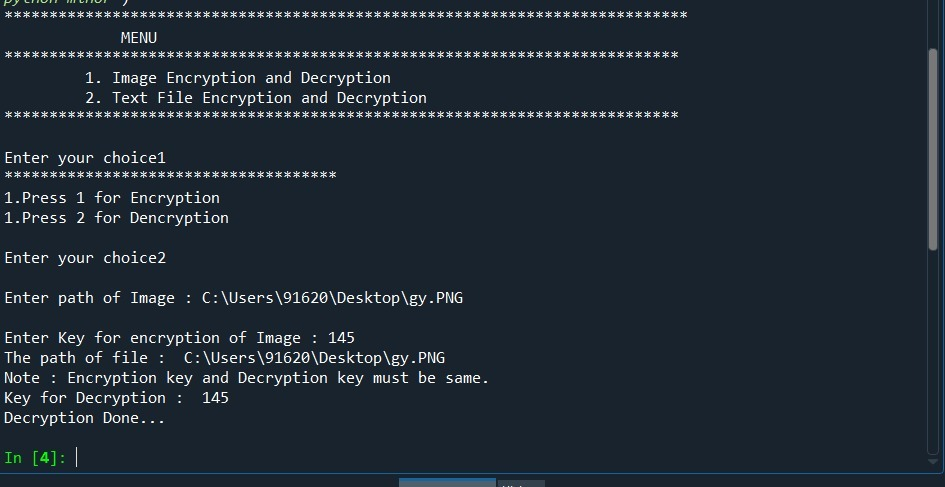 *****************************************************************************
MENU
****************************************************************************
1. Image Encryption and Decryption
2. Text File Encryption and Decryption
****************************************************************************
Enter your choice1
*************************************
1.Press 1 for Encryption
1.Press 2 for Dencryption
Enter your choice2
Enter path of Image : C:\Users\91620\Desktop\gy.PNG
Enter Key for encryption of Image : 145
The path of file :  C:\Users\91620\Desktop\gy.PNG
Note : Encryption key and Decryption key must be same.
Key for Decryption :  145
Decryption Done...
In [4]: